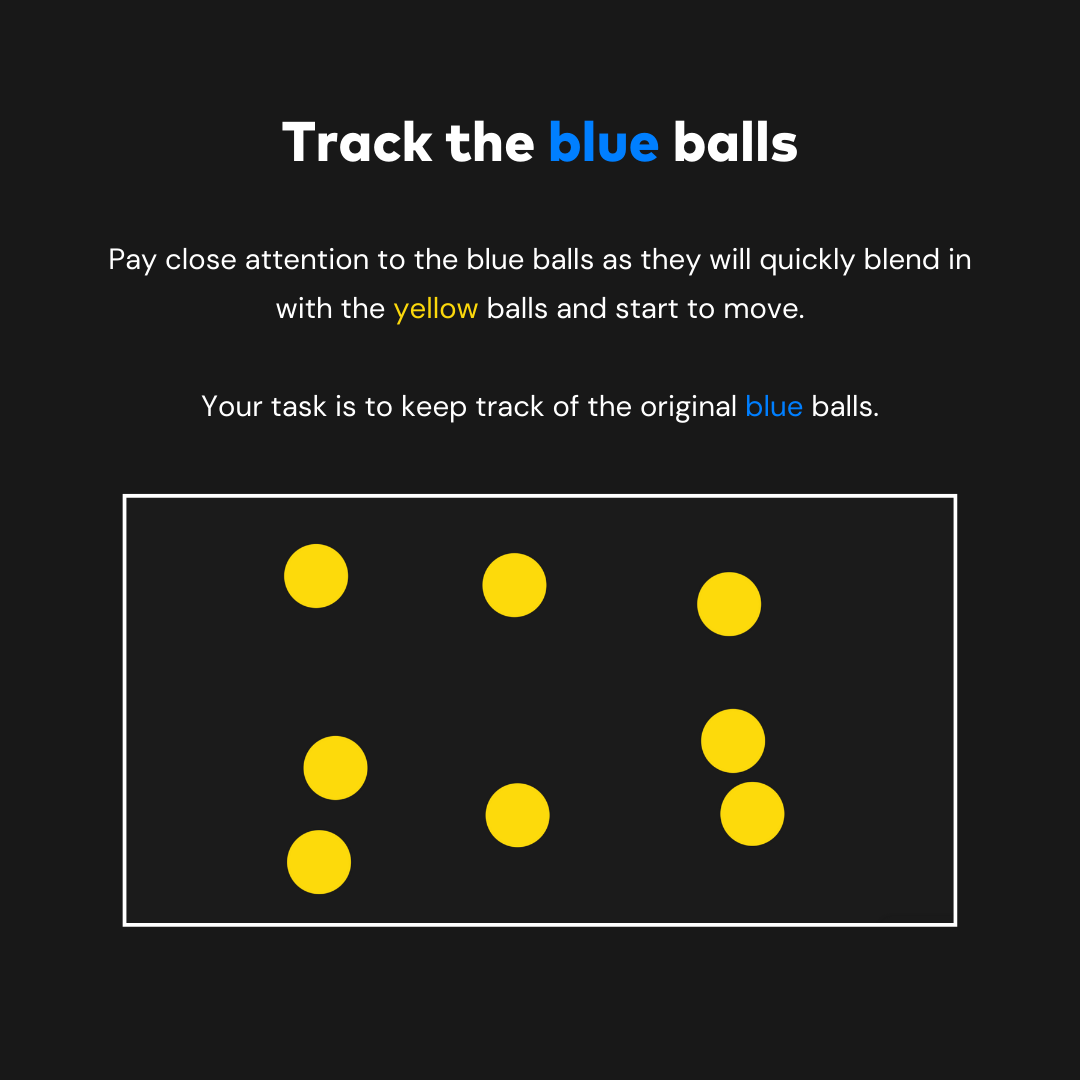 Track the blue balls
Pay close attention to the blue balls as they will quickly blend in
with the yellow balls and start to move.
Your task is to keep track of the original blue balls.